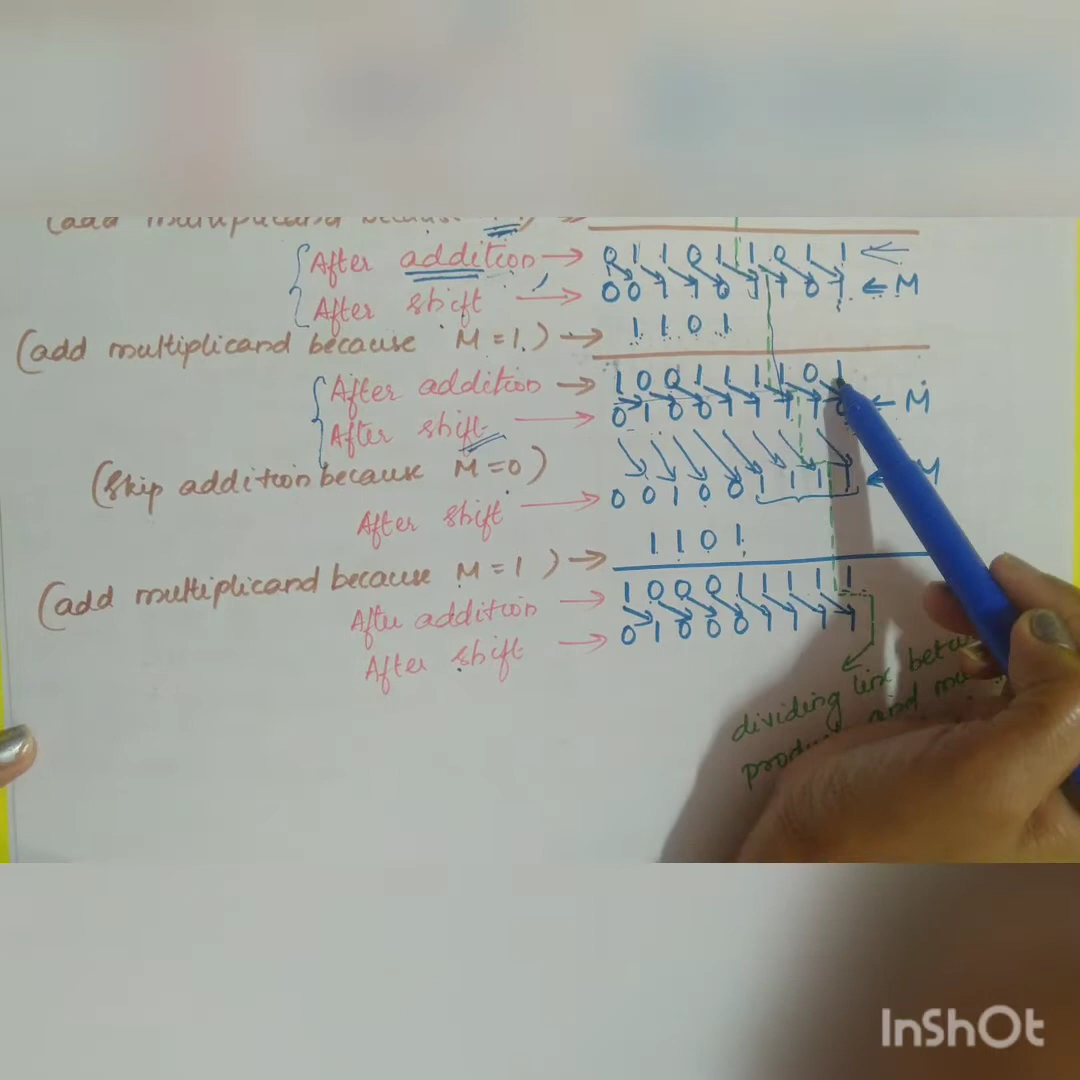 (add multiplicand because
After addition → 0 1 1 0 1 1 0 1 1 ←
After shift → 0 0 1 1 0 1 1 0 1 ← M
(add multiplicand because M = 1.) → 1 1 0 1
After addition → 1 0 0 1 1 1 1 0 1
After shift → 0 1 0 0 1 1 1 1 0 ← M
(Skip addition because M = 0)
After shift → 0 0 1 0 0 1 1 1 1 ← M
1 1 0 1
(add multiplicand because M = 1 ) →
After addition → 1 0 0 0 1 1 1 1 1
After shift → 0 1 0 0 0 1 1 1 1
dividing line
and
InShOt